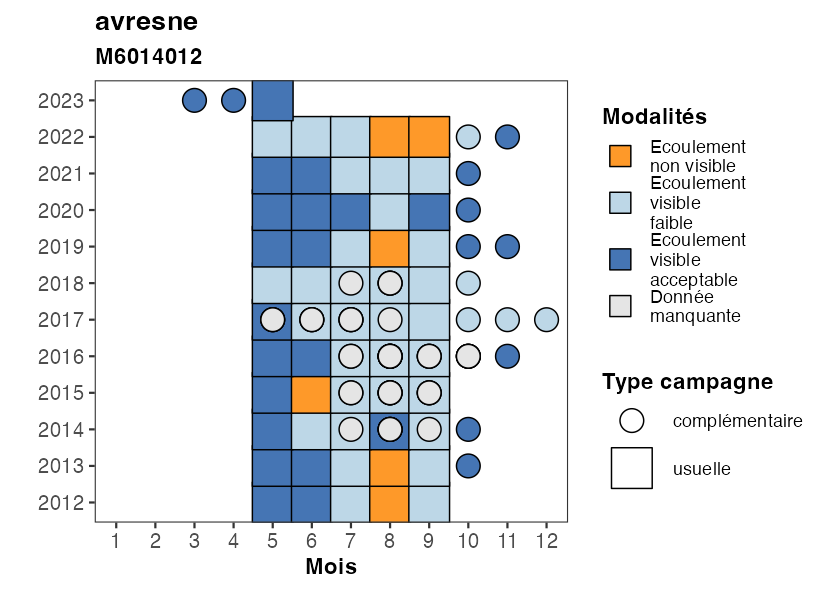 avresne
M6014012
2023
2022
2021
2020
2019
2018
2017
2016
2015
2014
2013
2012
1 2 3 4 5 6 7 8 9 10 11 12
Mois
Modalités
Ecoulement
non visible
Ecoulement
visible
faible
Ecoulement
visible
acceptable
Donnée
manquante
Type campagne
complémentaire
usuelle